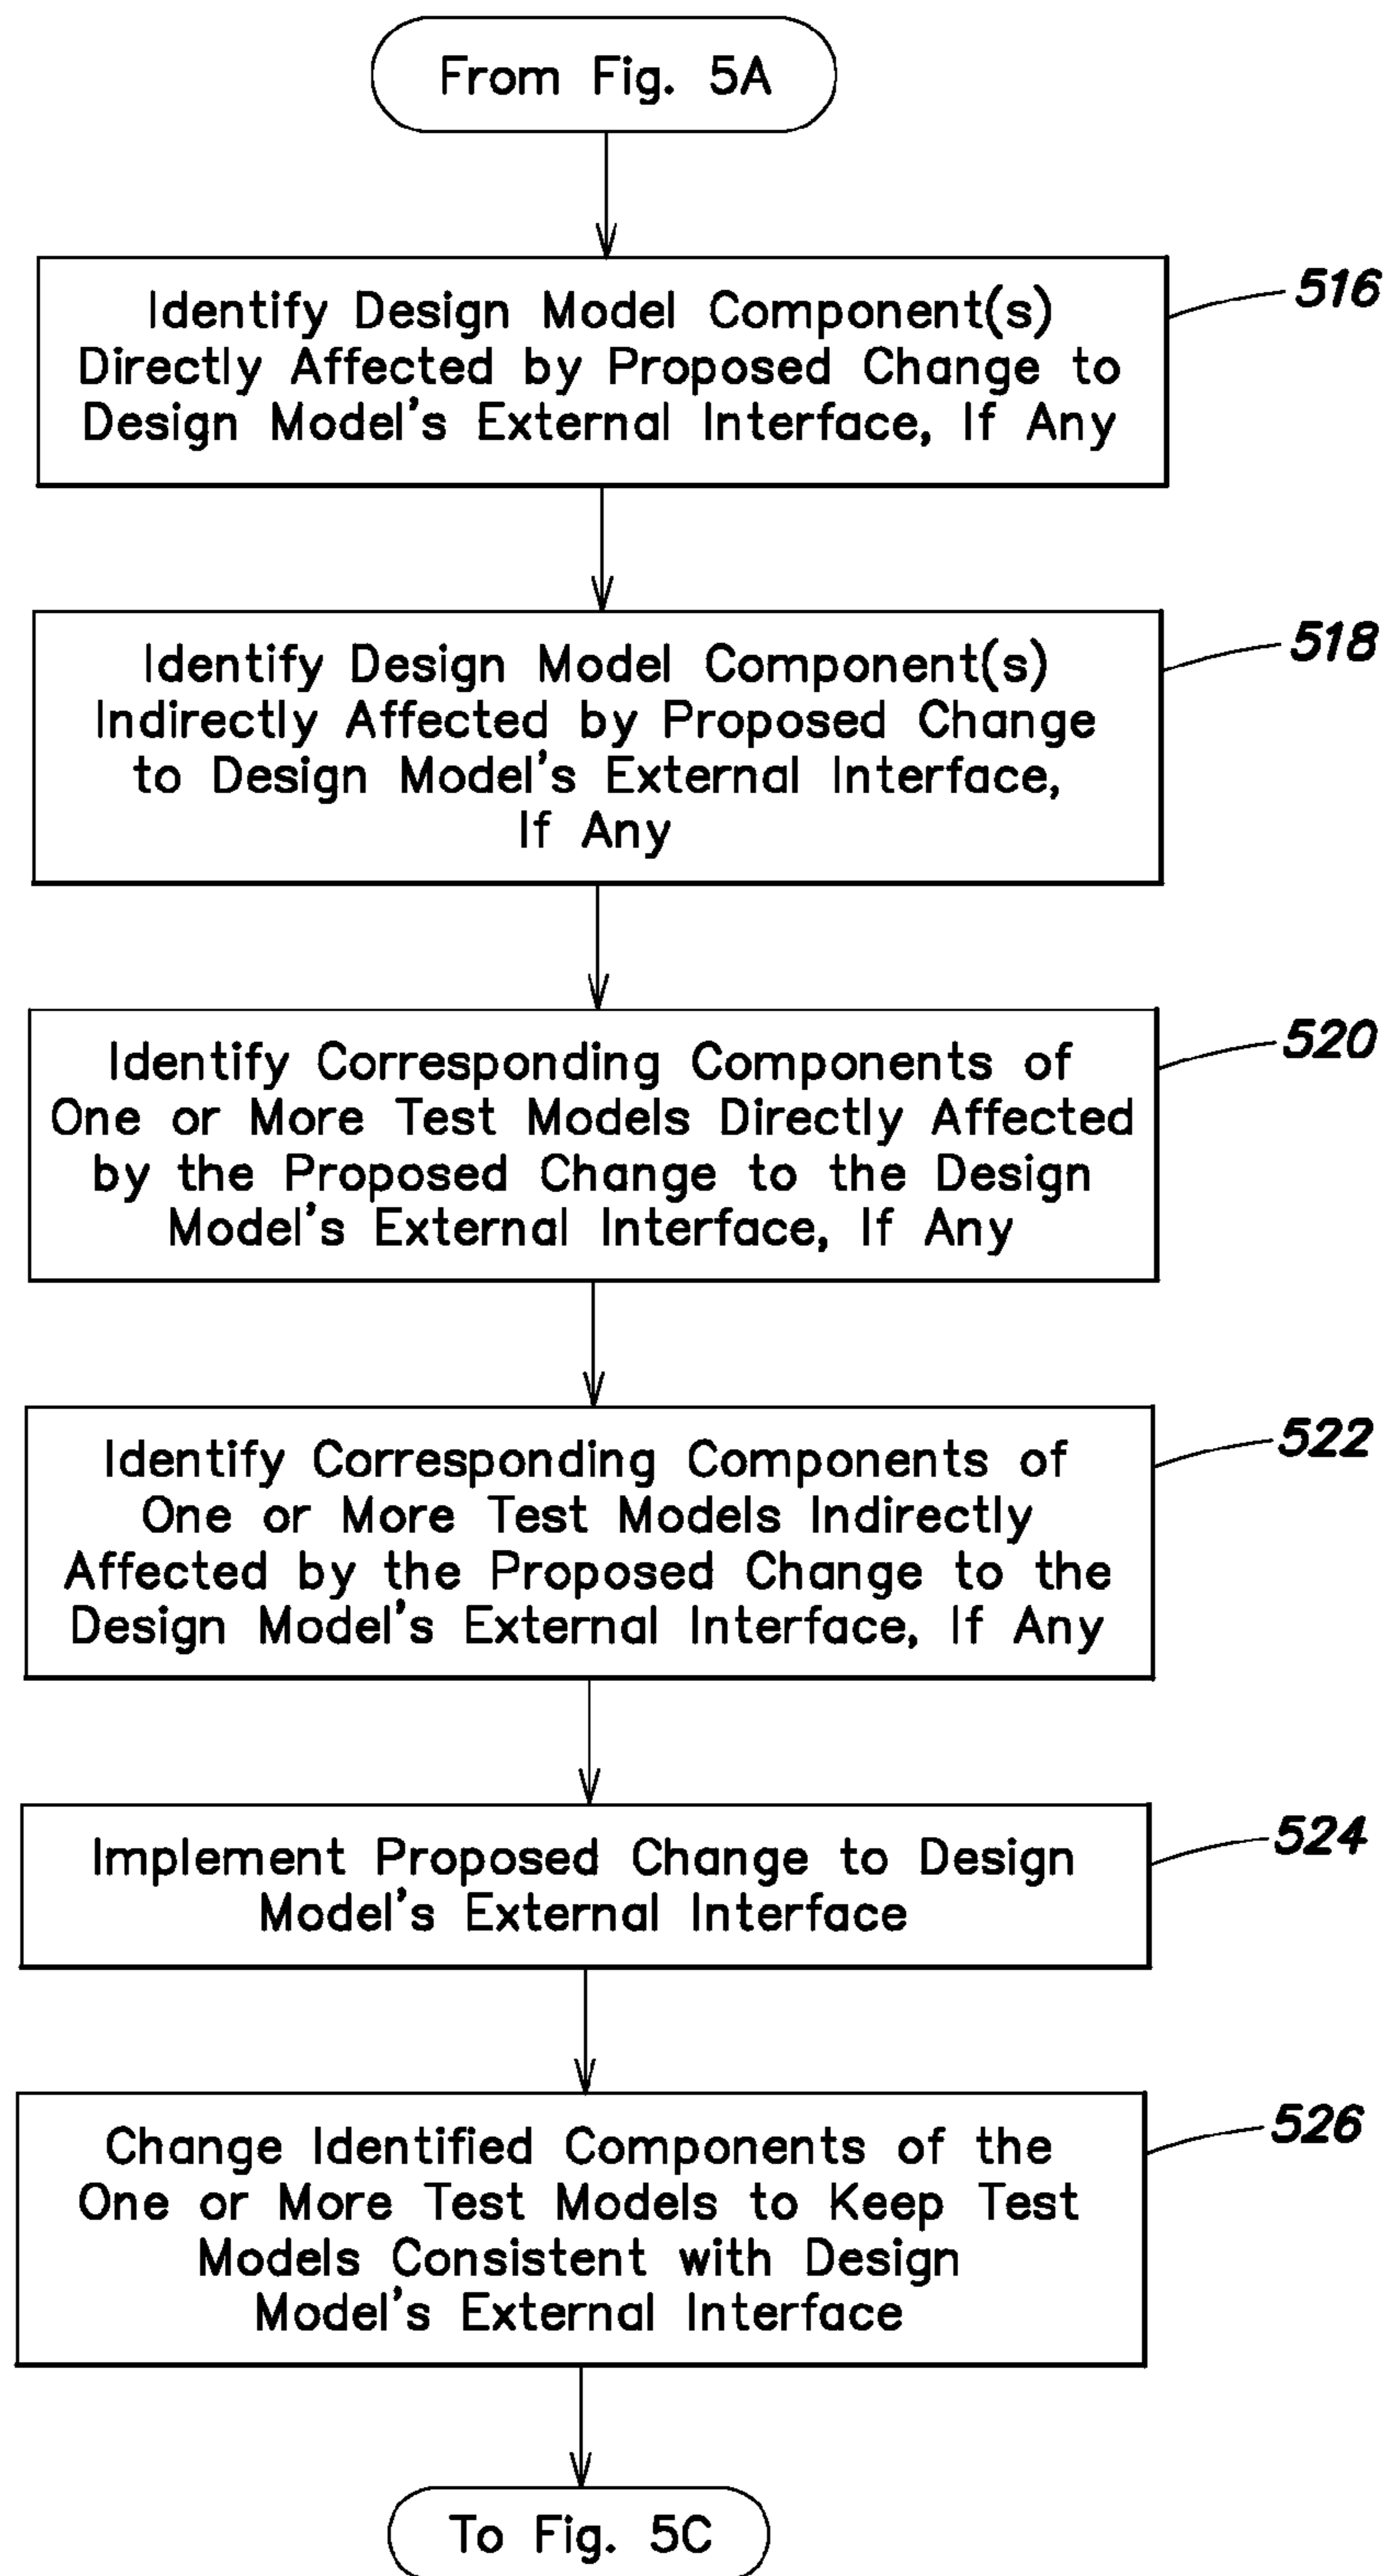 From Fig. 5A
Identify Design Model Component(s)
Directly Affected by Proposed Change to
Design Model's External Interface, If Any
516
Identify Design Model Component(s)
Indirectly Affected by Proposed Change
to Design Model's External Interface,
If Any
518
Identify Corresponding Components of
One or More Test Models Directly Affected
by the Proposed Change to the Design
Model's External Interface, If Any
520
Identify Corresponding Components of
One or More Test Models Indirectly
Affected by the Proposed Change to the
Design Model's External Interface, If Any
522
Implement Proposed Change to Design
Model's External Interface
524
Change Identified Components of the
One or More Test Models to Keep Test
Models Consistent with Design
Model's External Interface
526
To Fig. 5C